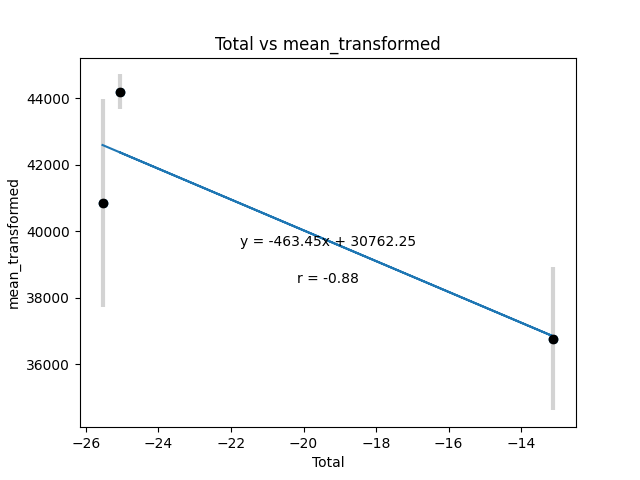 Total vs mean_transformed
mean_transformed
44000
42000
40000
38000
36000
y = -463.45x + 30762.25
r = -0.88
−26
−24
−22
−20
−18
−16
−14
Total